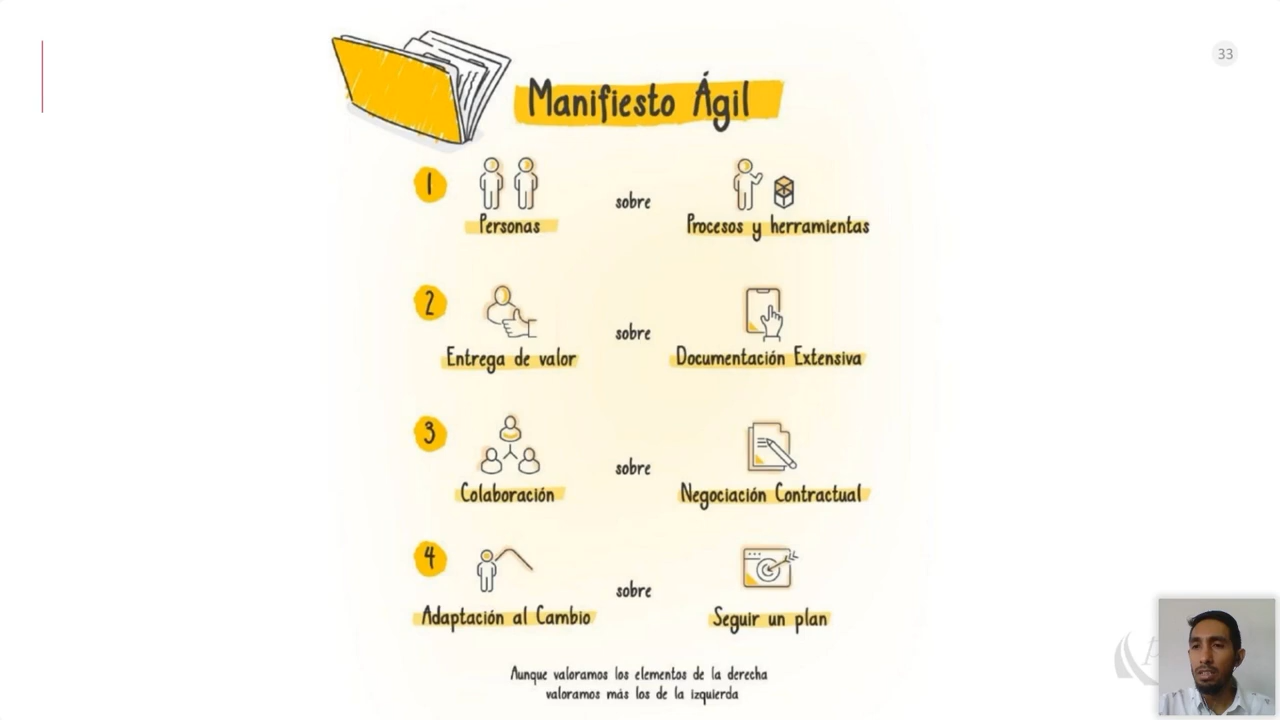 33
Manifiesto Ágil
1
sobre
Personas
Procesos y herramientas
2
sobre
Entrega de valor
Documentación Extensiva
3
sobre
Colaboración
Negociación Contractual
4
sobre
Adaptación al Cambio
Seguir un plan
Aunque valoramos los elementos de la derecha
valoramos más los de la izquierda